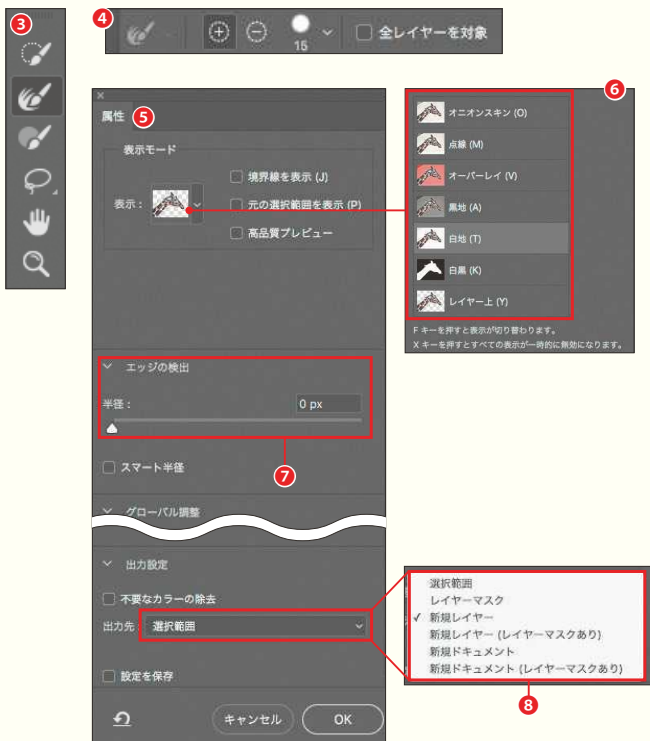 3
4
15
全レイヤーを対象
×
属性
5
表示モード
表示：
境界線を表示 (J)
元の選択範囲を表示 (P)
高品質プレビュー
6
オニオンスキン (O)
点線 (M)
オーバーレイ (V)
黒地 (A)
白地 (T)
白黒 (K)
レイヤー上 (Y)
F キーを押すと表示が切り替わります。
X キーを押すとすべての表示が一時的に無効になります。
エッジの検出
半径： 0 px
7
スマート半径
グローバル調整
出力設定
不要なカラーの除去
出力先： 選択範囲
設定を保存
キャンセル
OK
選択範囲
レイヤーマスク
✓ 新規レイヤー
新規レイヤー (レイヤーマスクあり)
新規ドキュメント
新規ドキュメント (レイヤーマスクあり)
8